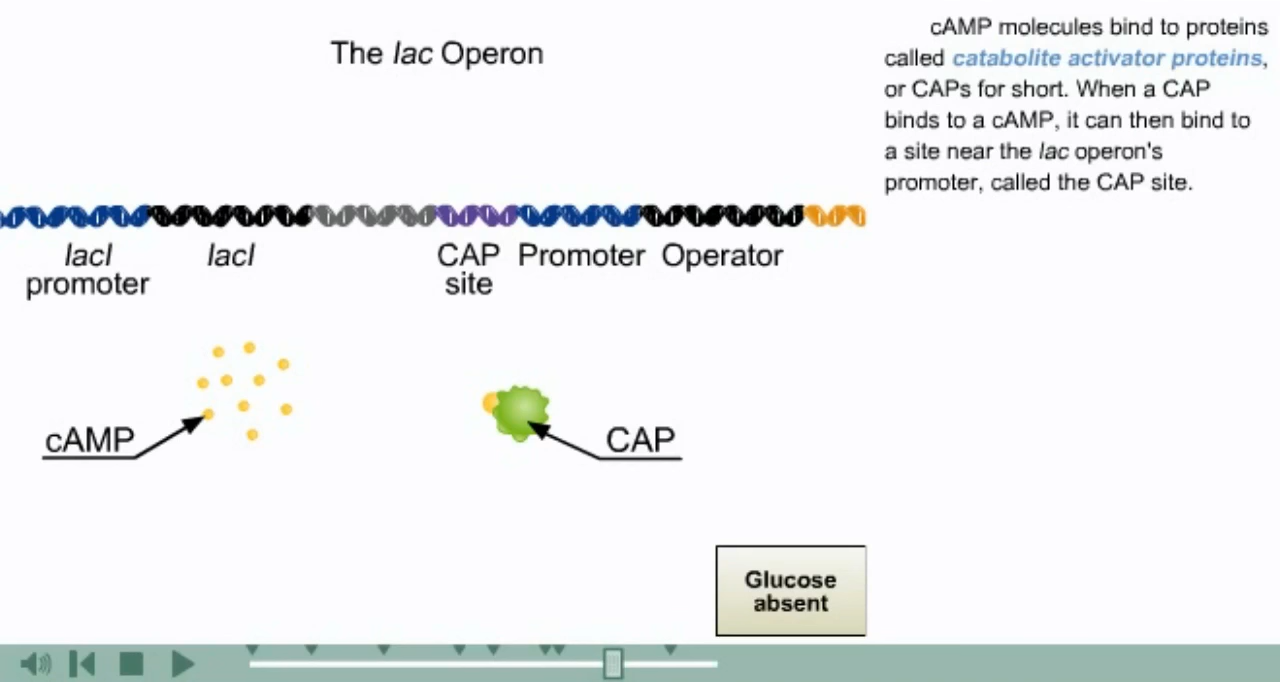 The lac Operon
cAMP molecules bind to proteins
called catabolite activator proteins,
or CAPs for short. When a CAP
binds to a cAMP, it can then bind to
a site near the lac operon's
promoter, called the CAP site.
lacI
promoter
lacI
CAP
site
Promoter
Operator
cAMP
CAP
Glucose
absent